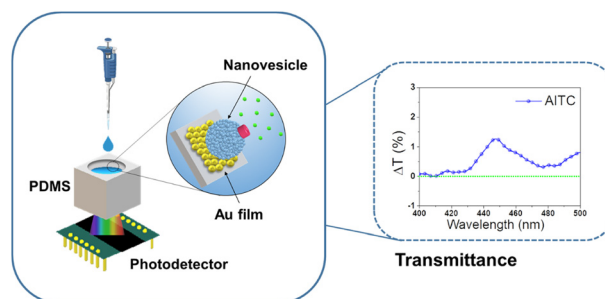 Nanovesicle
PDMS
Au film
Photodetector
AITC
ΔT (%)
3
2
1
0
-1
400 420 440 460 480 500
Wavelength (nm)
Transmittance